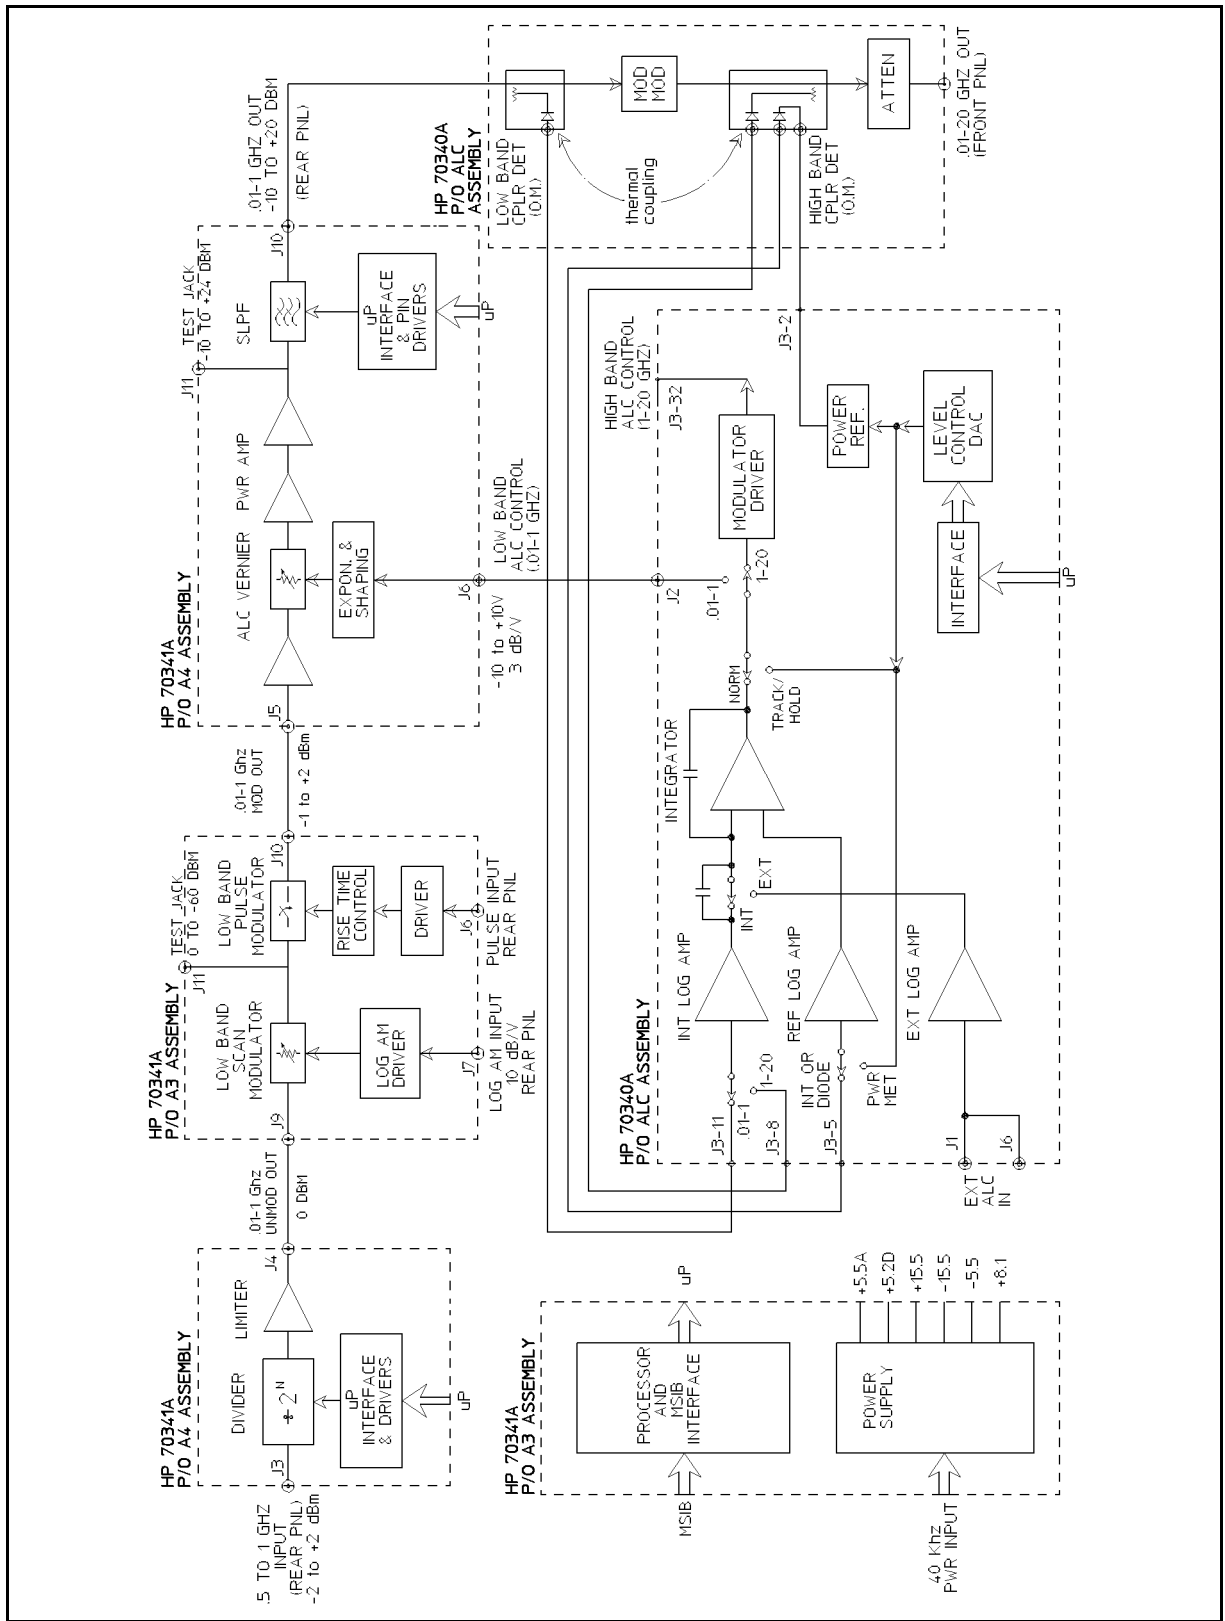 HP 70341A
P/O A4 ASSEMBLY
DIVIDER
LIMITER
J3
÷ 2ᴺ
J4
uP
INTERFACE
& DRIVERS
uP
.5 TO 1 GHZ
INPUT
(REAR PNL)
-2 to +2 dBm
.01-1 Ghz
UNMOD OUT
0 DBM
HP 70341A
P/O A3 ASSEMBLY
TEST JACK
0 TO -60 DBM
J11
J9
LOW BAND
SCAN
MODULATOR
LOW BAND
PULSE
MODULATOR
J10
LOG AM
DRIVER
RISE TIME
CONTROL
DRIVER
J7
J6
LOG AM INPUT
10 dB/V
REAR PNL
PULSE INPUT
REAR PNL
.01-1 Ghz
MOD OUT
-1 to +2 dBm
HP 70341A
P/O A4 ASSEMBLY
J11
TEST JACK
-10 TO +24 DBM
J5
ALC VERNIER
PWR AMP
SLPF
J10
EXPON. &
SHAPING
uP
INTERFACE
& PIN
DRIVERS
uP
J6
-10 to +10V
3 dB/V
LOW BAND
ALC CONTROL
(.01-1 GHZ)
.01-1 GHZ OUT
-10 TO +20 DBM
(REAR PNL)
HP 70340A
P/O ALC
ASSEMBLY
LOW BAND
CPLR DET
(O.M.)
thermal
coupling
HIGH BAND
CPLR DET
(O.M.)
MOD
MOD
ATTEN
.01-20 GHZ OUT
(FRONT PNL)
HP 70341A
P/O A3 ASSEMBLY
MSIB
PROCESSOR
AND
MSIB
INTERFACE
uP
40 Khz
PWR INPUT
POWER
SUPPLY
+5.5A
+5.2D
+15.5
-15.5
-5.5
+8.1
HP 70340A
P/O ALC ASSEMBLY
J3-11
.01-1
1-20
J3-8
INT OR
DIODE
J3-5
PWR
MET
J1
J6
EXT
ALC
IN
INT LOG AMP
REF LOG AMP
EXT LOG AMP
INT
EXT
INTEGRATOR
NORM
TRACK/
HOLD
J2
.01-1
1-20
MODULATOR
DRIVER
HIGH BAND
ALC CONTROL
(1-20 GHZ)
J3-32
J3-2
POWER
REF.
LEVEL
CONTROL
DAC
INTERFACE
uP